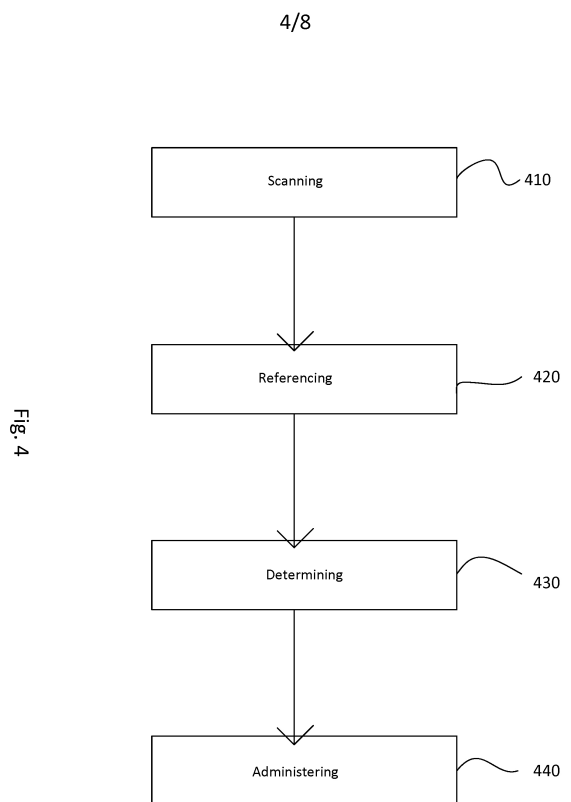 4/8
Scanning
410
Referencing
420
Fig. 4
Determining
430
Administering
440